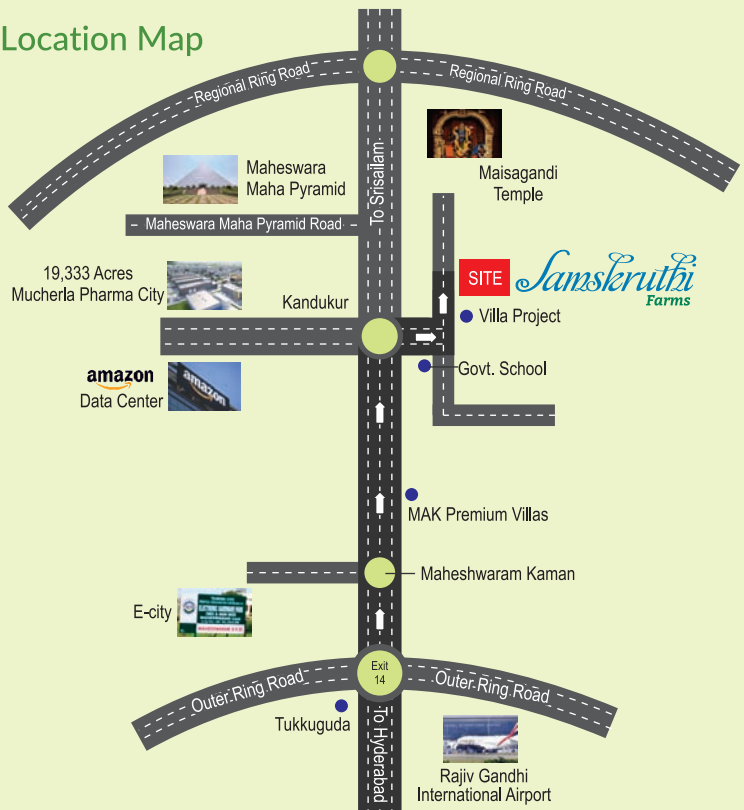 Location Map
Regional Ring Road
Regional Ring Road
To Srisailam
Maheswara
Maha Pyramid
Maisagandi
Temple
Maheswara Maha Pyramid Road
19,333 Acres
Mucherla Pharma City
Kandukur
SITE
Samskruthi
Farms
Villa Project
amazon
Data Center
amazon
Govt. School
MAK Premium Villas
Maheshwaram Kaman
E-city
Exit
14
Outer Ring Road
Outer Ring Road
Tukkuguda
To Hyderabad
Rajiv Gandhi
International Airport